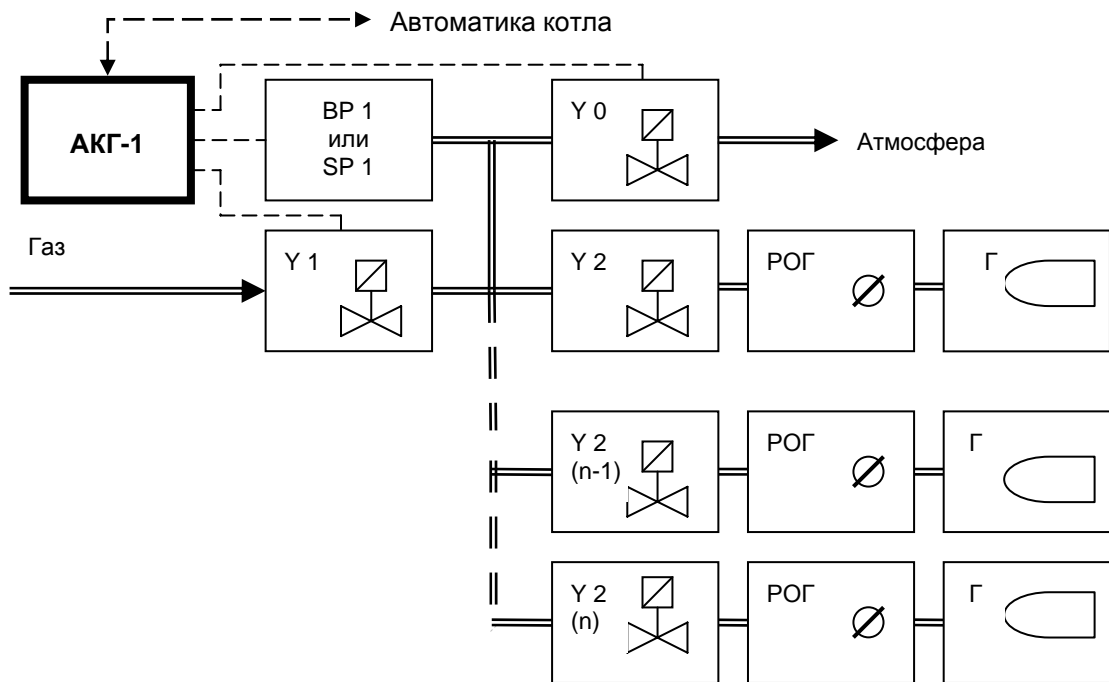 Автоматика котла
АКГ-1
BP 1
или
SP 1
Y 0
Атмосфера
Газ
Y 1
Y 2
РОГ
Г
Y 2
(n-1)
РОГ
Г
Y 2
(n)
РОГ
Г